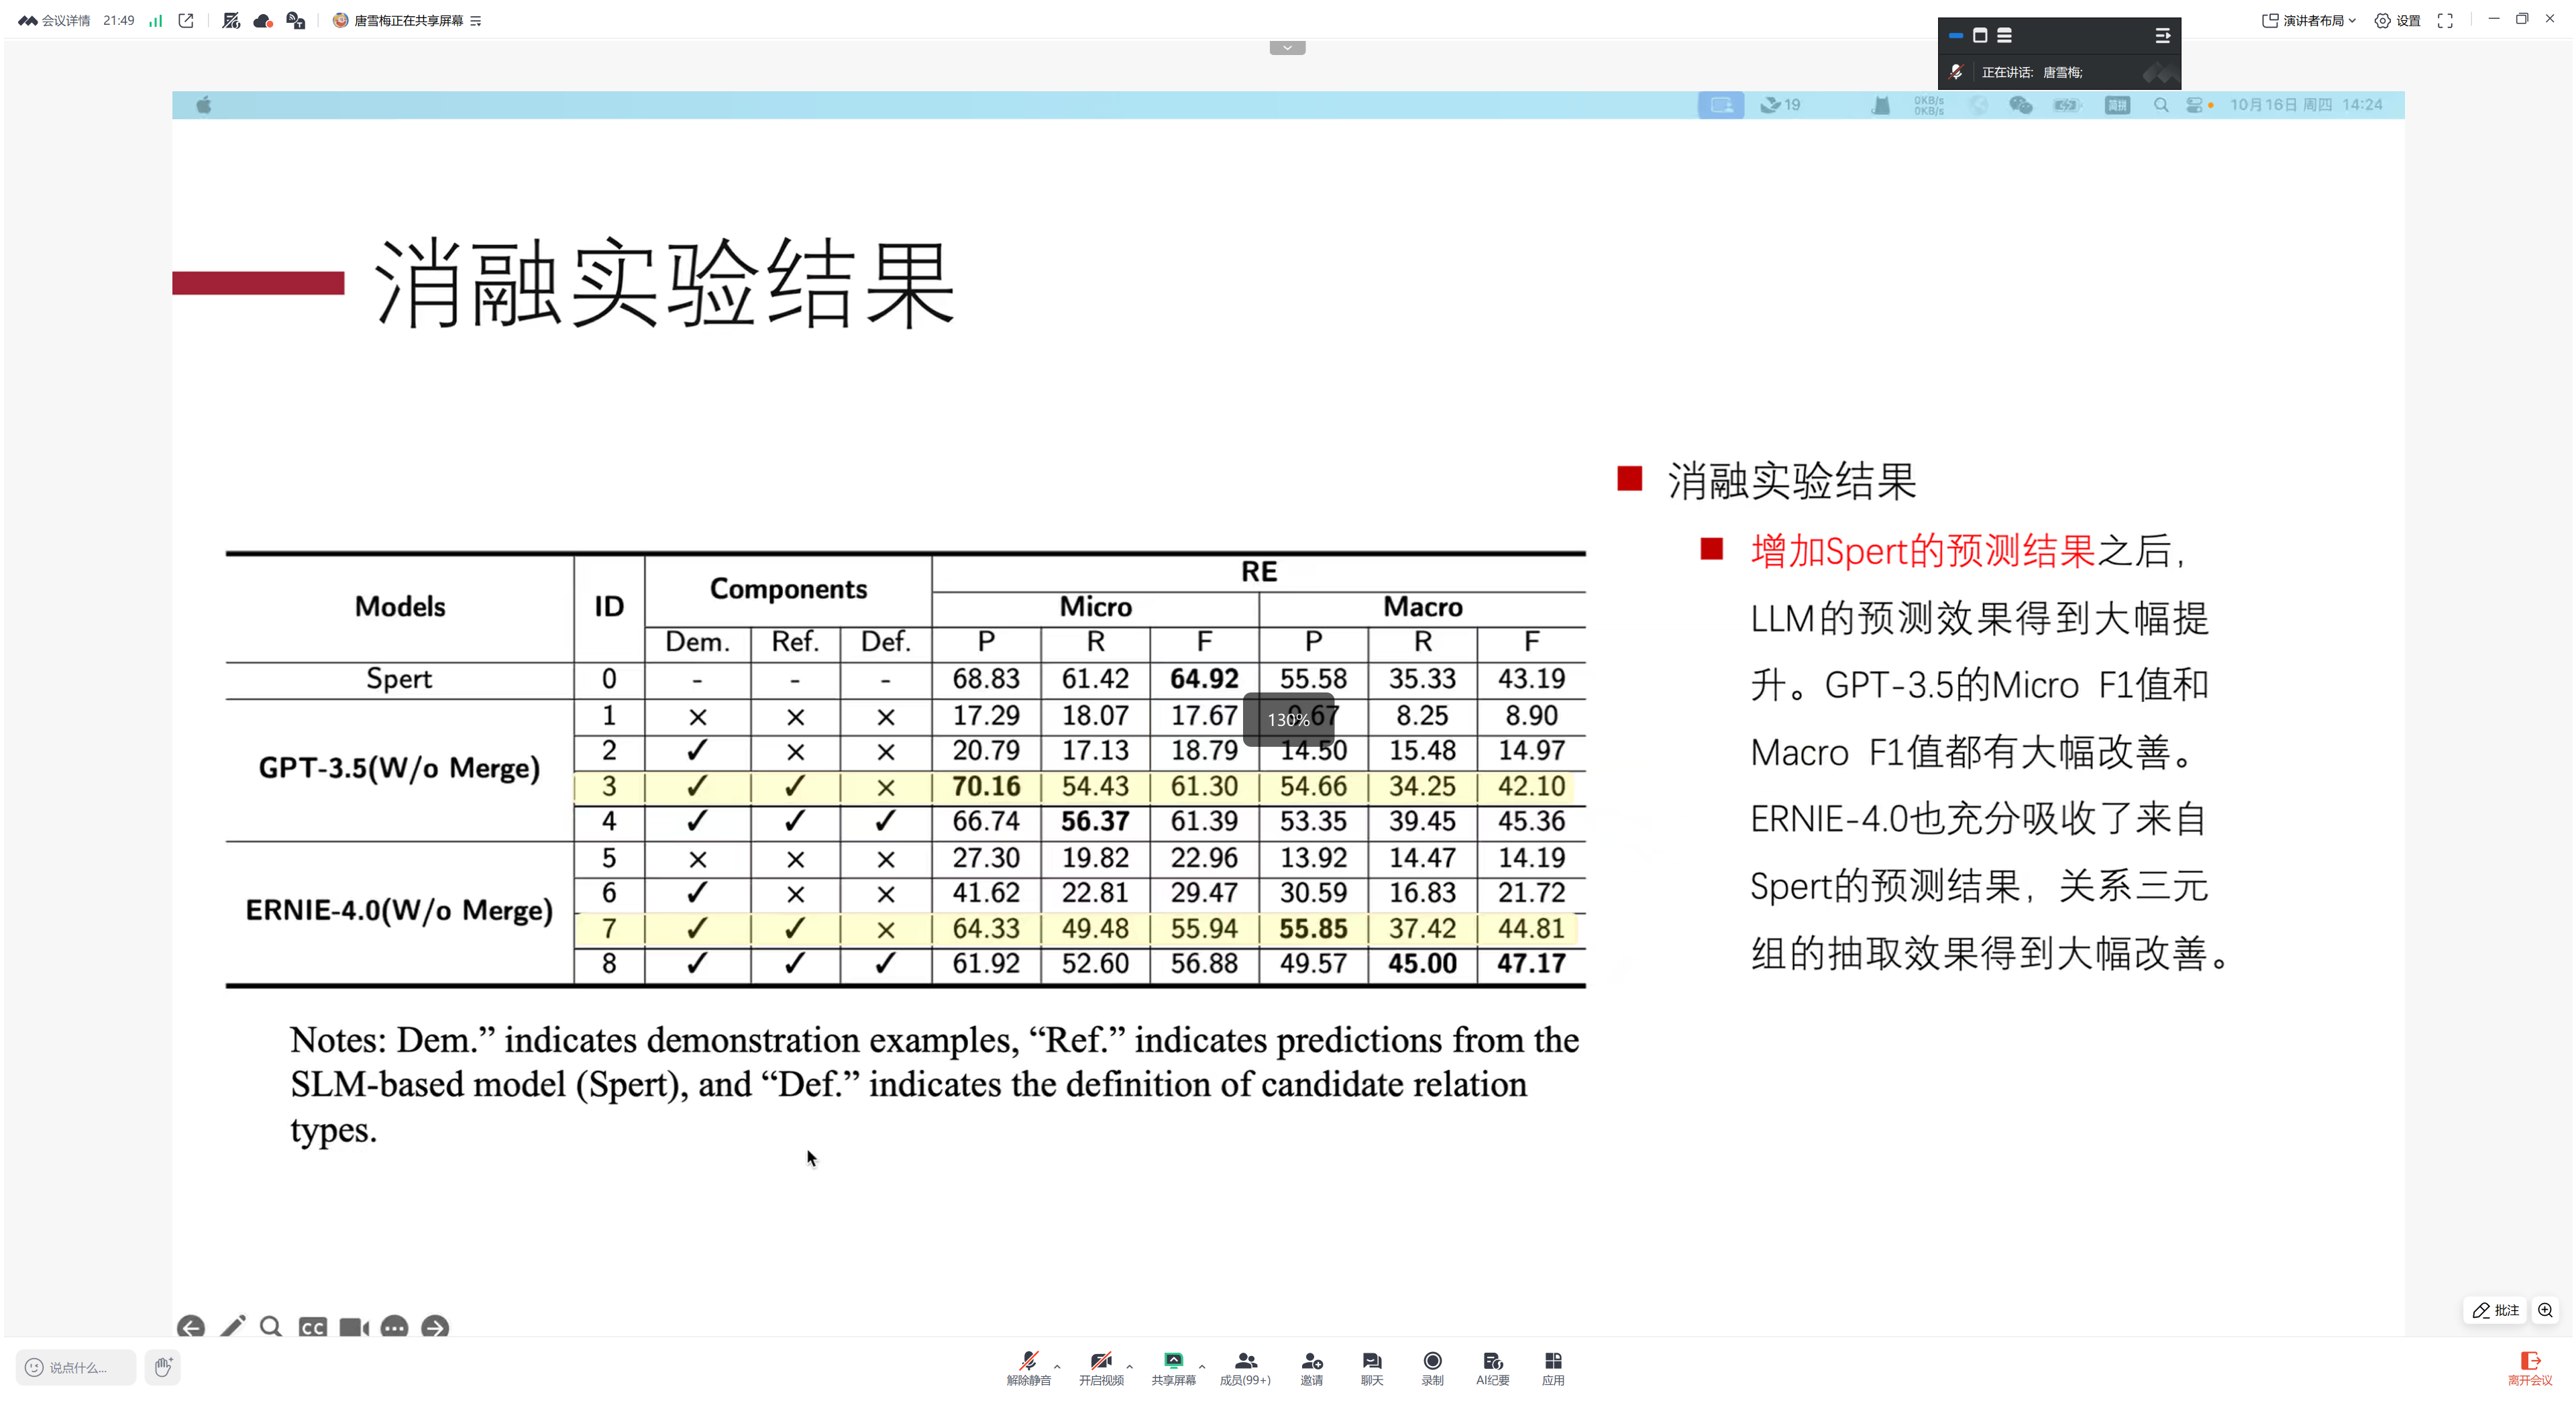 会议详情 21:49 唐雪梅正在共享屏幕 演讲者布局 设置
正在讲话: 唐雪梅;
19 0KB/s 0KB/s 简拼 10月16日 周四 14:24
消融实验结果
Models ID Components RE
Micro Macro
Dem. Ref. Def. P R F P R F
Spert 0 - - - 68.83 61.42 64.92 55.58 35.33 43.19
GPT-3.5(W/o Merge)
1 × × × 17.29 18.07 17.67 8.25 8.90
130%
2 ✓ × × 20.79 17.13 18.79 14.50 15.48 14.97
3 ✓ ✓ × 70.16 54.43 61.30 54.66 34.25 42.10
4 ✓ ✓ ✓ 66.74 56.37 61.39 53.35 39.45 45.36
ERNIE-4.0(W/o Merge)
5 × × × 27.30 19.82 22.96 13.92 14.47 14.19
6 ✓ × × 41.62 22.81 29.47 30.59 16.83 21.72
7 ✓ ✓ × 64.33 49.48 55.94 55.85 37.42 44.81
8 ✓ ✓ ✓ 61.92 52.60 56.88 49.57 45.00 47.17
Notes: Dem.” indicates demonstration examples, “Ref.” indicates predictions from the
SLM-based model (Spert), and “Def.” indicates the definition of candidate relation
types.
消融实验结果
增加Spert的预测结果之后,
LLM的预测效果得到大幅提
升。GPT-3.5的Micro F1值和
Macro F1值都有大幅改善。
ERNIE-4.0也充分吸收了来自
Spert的预测结果, 关系三元
组的抽取效果得到大幅改善。
CC
批注
说点什么...
解除静音 开启视频 共享屏幕 成员(99+) 邀请 聊天 录制 AI纪要 应用 离开会议